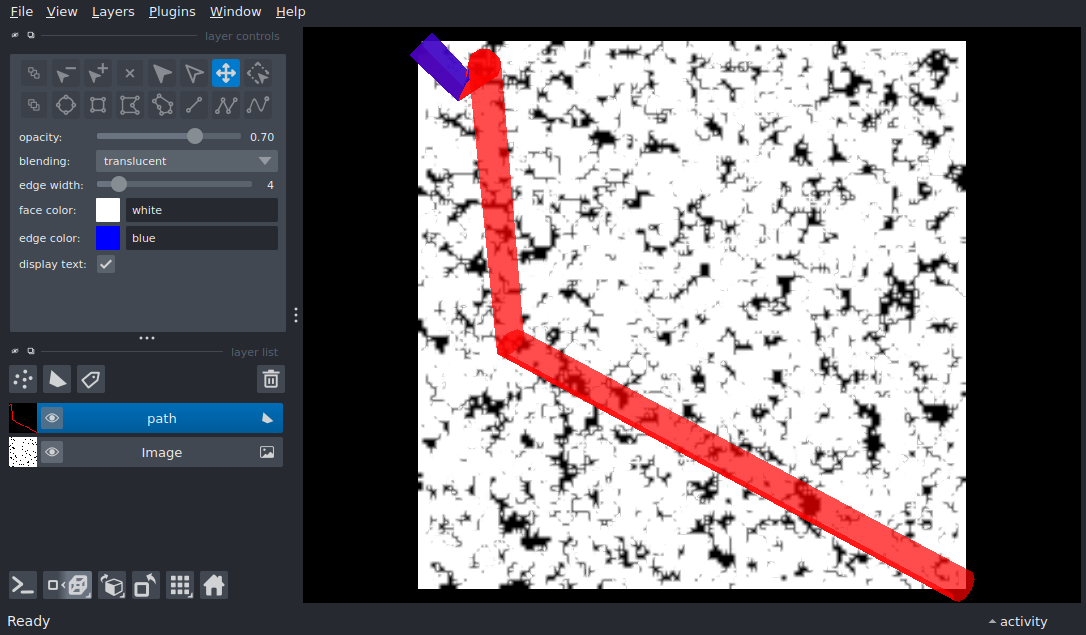 File View Layers Plugins Window Help
layer controls
opacity: 0.70
blending: translucent
edge width: 4
face color: white
edge color: blue
display text:
layer list
path
Image
Ready
activity